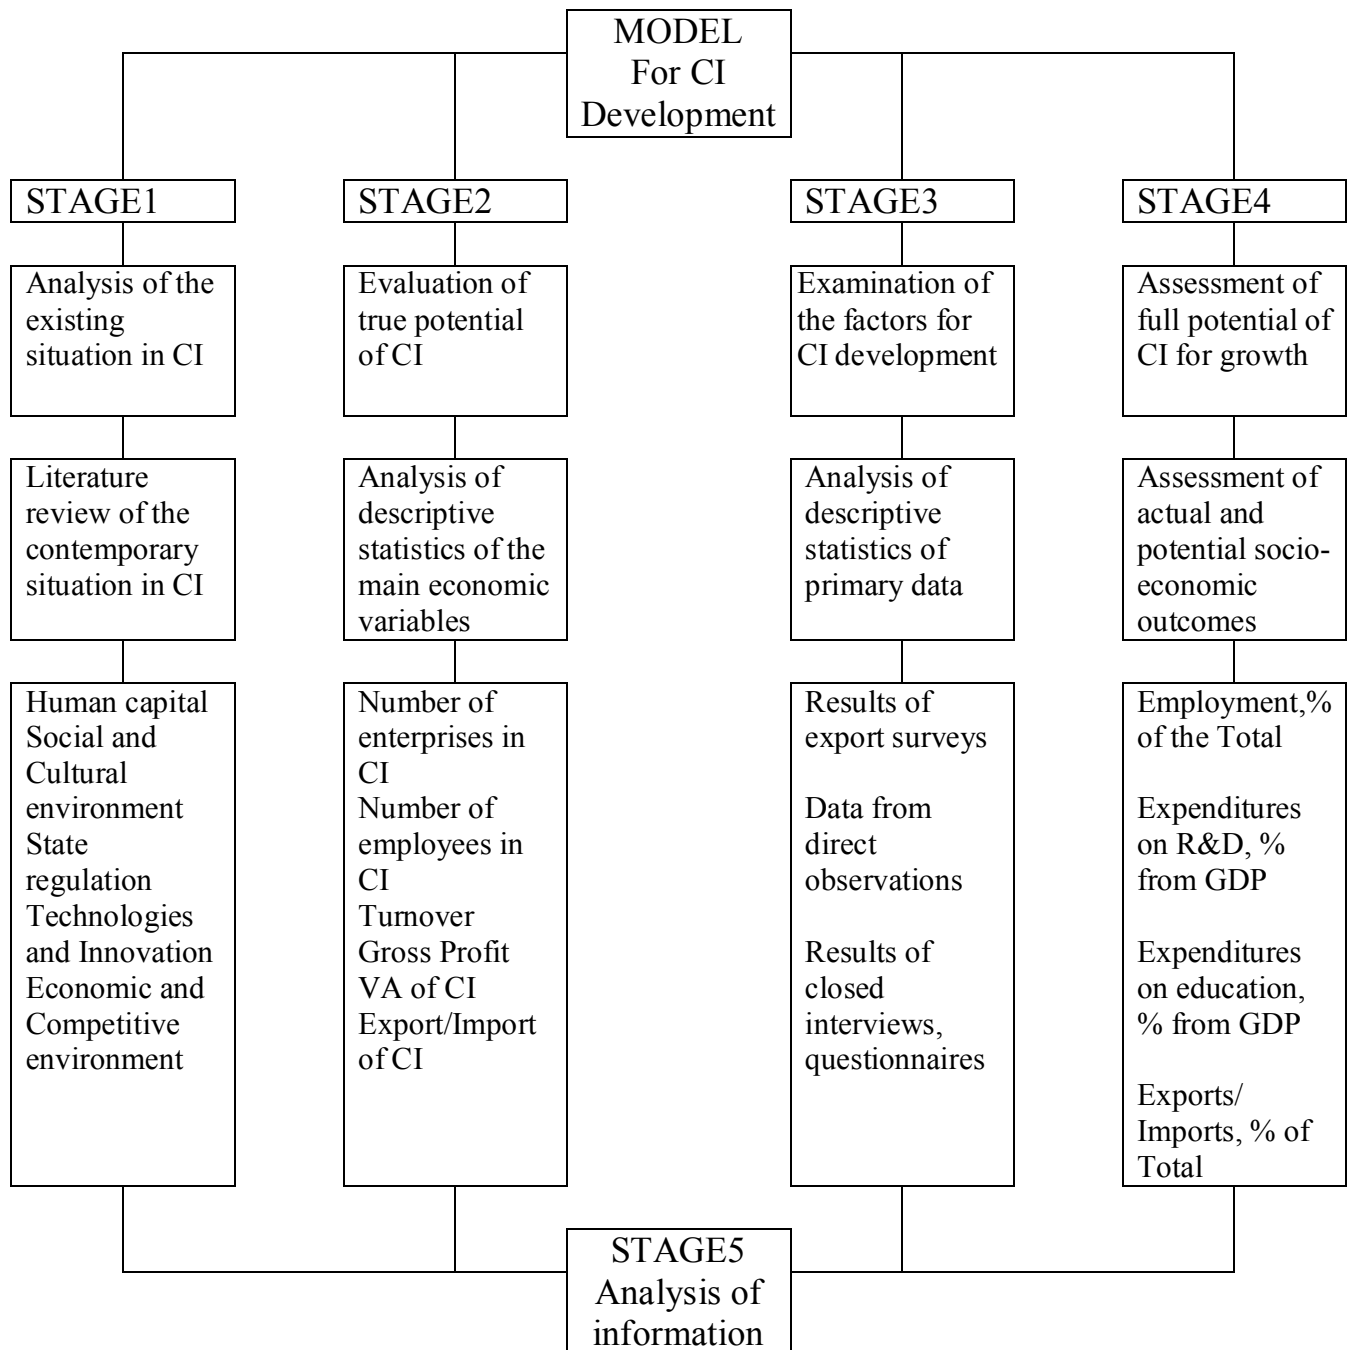 MODEL
For CI
Development
STAGE1
STAGE2
STAGE3
STAGE4
Analysis of the
existing
situation in CI
Evaluation of
true potential
of CI
Examination of
the factors for
CI development
Assessment of
full potential of
CI for growth
Literature
review of the
contemporary
situation in CI
Analysis of
descriptive
statistics of the
main economic
variables
Analysis of
descriptive
statistics of
primary data
Assessment of
actual and
potential socio-
economic
outcomes
Human capital
Social and
Cultural
environment
State
regulation
Technologies
and Innovation
Economic and
Competitive
environment
Number of
enterprises in
CI
Number of
employees in
CI
Turnover
Gross Profit
VA of CI
Export/Import
of CI
Results of
export surveys
Data from
direct
observations
Results of
closed
interviews,
questionnaires
Employment,%
of the Total
Expenditures
on R&D, %
from GDP
Expenditures
on education,
% from GDP
Exports/
Imports, % of
Total
STAGE5
Analysis of
information